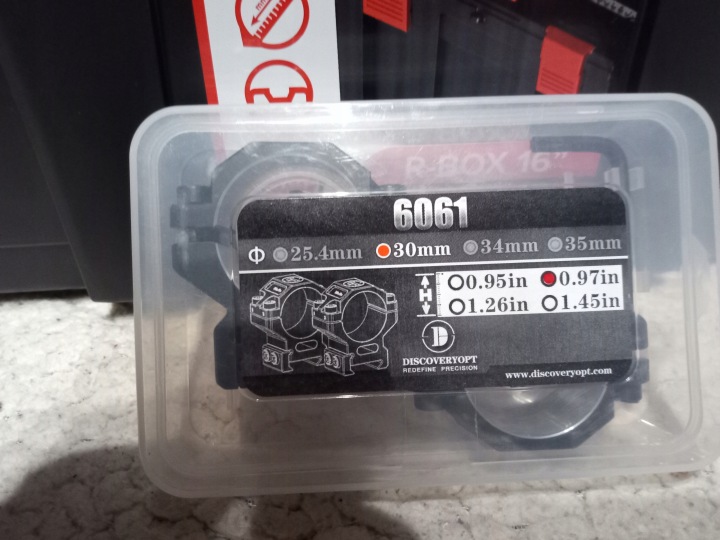 R-BOX 16"
6061
Φ 25.4mm 30mm 34mm 35mm
H 0.95in 0.97in
1.26in 1.45in
D
DISCOVERYOPT
REDEFINE PRECISION
www.discoveryopt.com